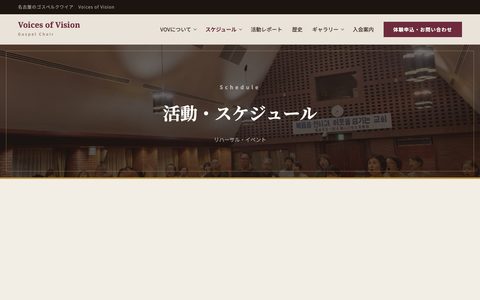 名古屋のゴスペルクワイア Voices of Vision
Voices of Vision
Gospel Choir
VOVについて
スケジュール
活動レポート
歴史
ギャラリー
入会案内
体験申込・お問い合わせ
Schedule
活動・スケジュール
リハーサル・イベント